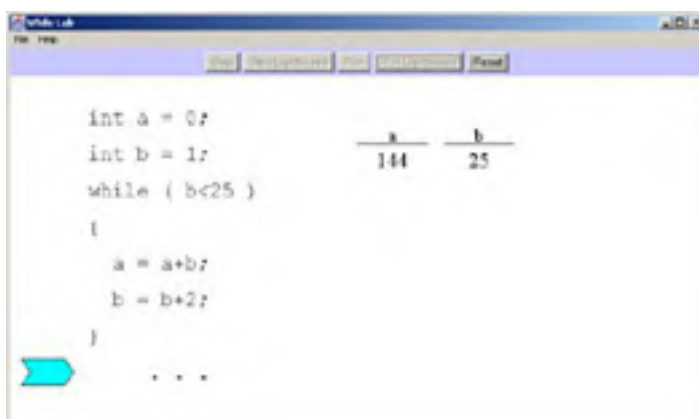 While Lab
File Help
Reset
int a = 0;
int b = 1;
while ( b<25 )
{
a = a+b;
b = b+2;
}
. . .
a b
144 25